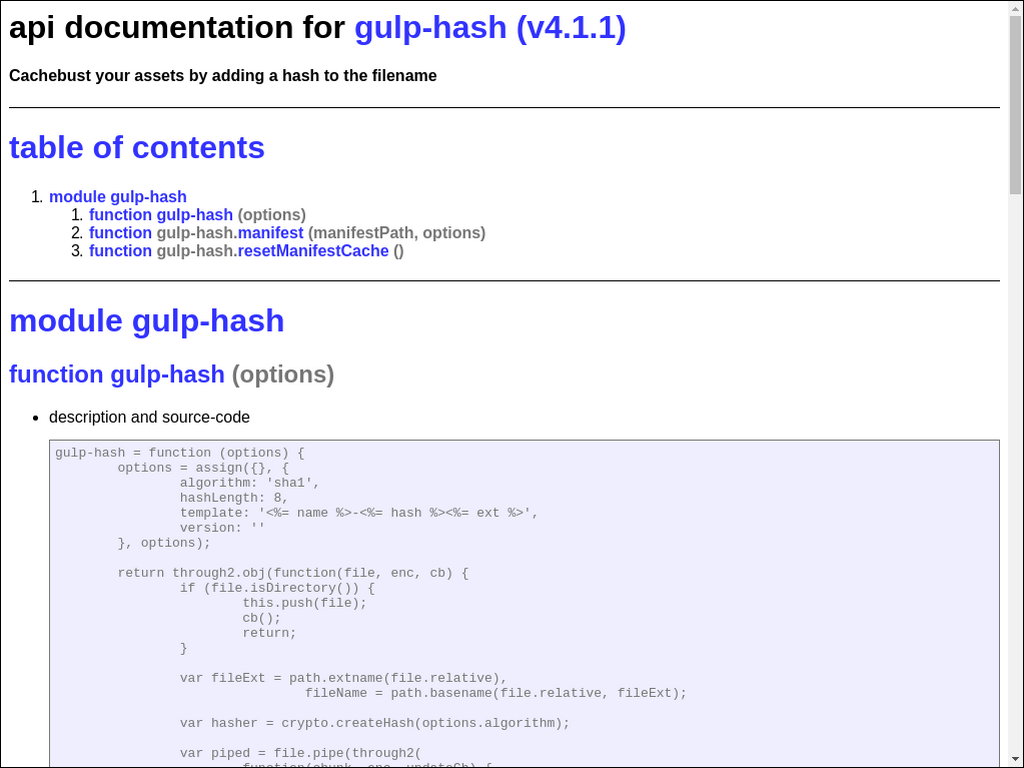 api documentation for gulp-hash (v4.1.1)
Cachebust your assets by adding a hash to the filename
table of contents
1. module gulp-hash
1. function gulp-hash (options)
2. function gulp-hash.manifest (manifestPath, options)
3. function gulp-hash.resetManifestCache ()
module gulp-hash
function gulp-hash (options)
• description and source-code
gulp-hash = function (options) {
options = assign({}, {
algorithm: 'sha1',
hashLength: 8,
template: '<%= name %>-<%= hash %><%= ext %>',
version: ''
}, options);
return through2.obj(function(file, enc, cb) {
if (file.isDirectory()) {
this.push(file);
cb();
return;
}
var fileExt = path.extname(file.relative),
fileName = path.basename(file.relative, fileExt);
var hasher = crypto.createHash(options.algorithm);
var piped = file.pipe(through2(
function(chunk, enc, updateCb) {